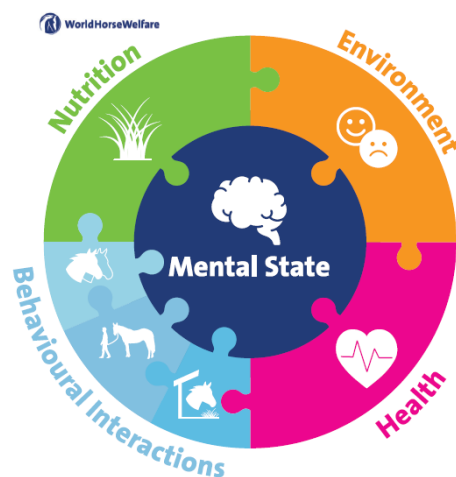 WorldHorseWelfare
Nutrition
Environment
Mental State
Behavioural Interactions
Health